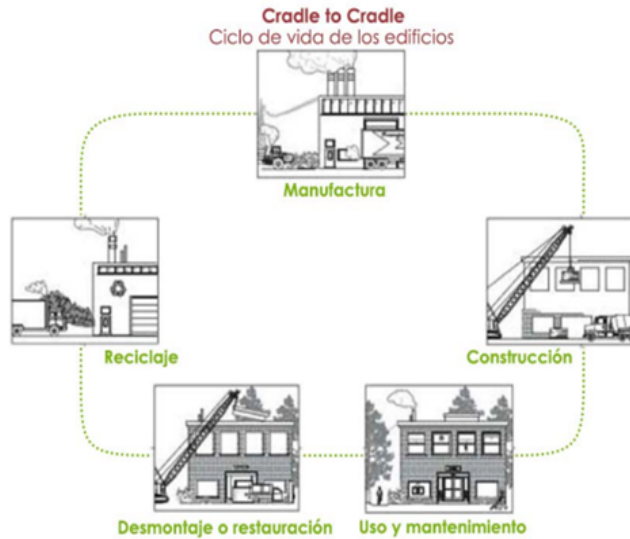 Cradle to Cradle
Ciclo de vida de los edificios
Manufactura
Reciclaje
Construcción
Desmontaje o restauración
Uso y mantenimiento